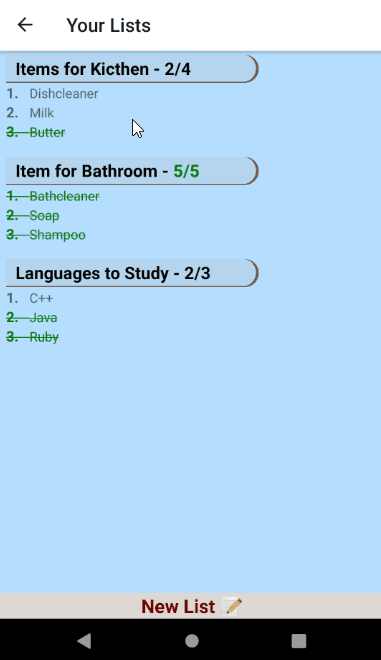 Your Lists
Items for Kicthen - 2/4
1. Dishcleaner
2. Milk
3. Butter
Item for Bathroom - 5/5
1. Bathcleaner
2. Soap
3. Shampoo
Languages to Study - 2/3
1. C++
2. Java
3. Ruby
New List 📝